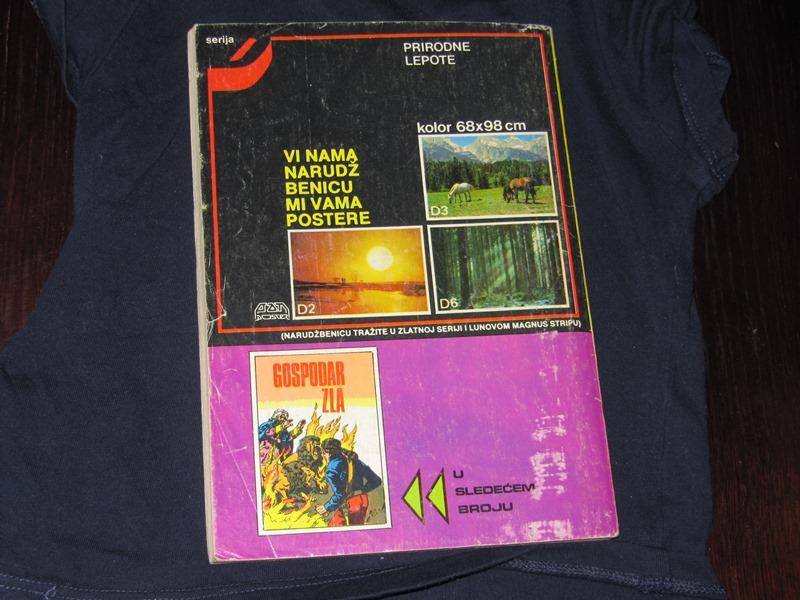 serija
PRIRODNE
LEPOTE
kolor 68x98 cm
VI NAMA
NARUDŽ
BENICU
MI VAMA
POSTERE
D3
D2
D6
(NARUDŽBENICU TRAŽITE U ZLATNOJ SERIJI I LUNOVOM MAGNUS STRIPU)
GOSPODAR
ZLA
U
SLEDEĆEM
BROJU